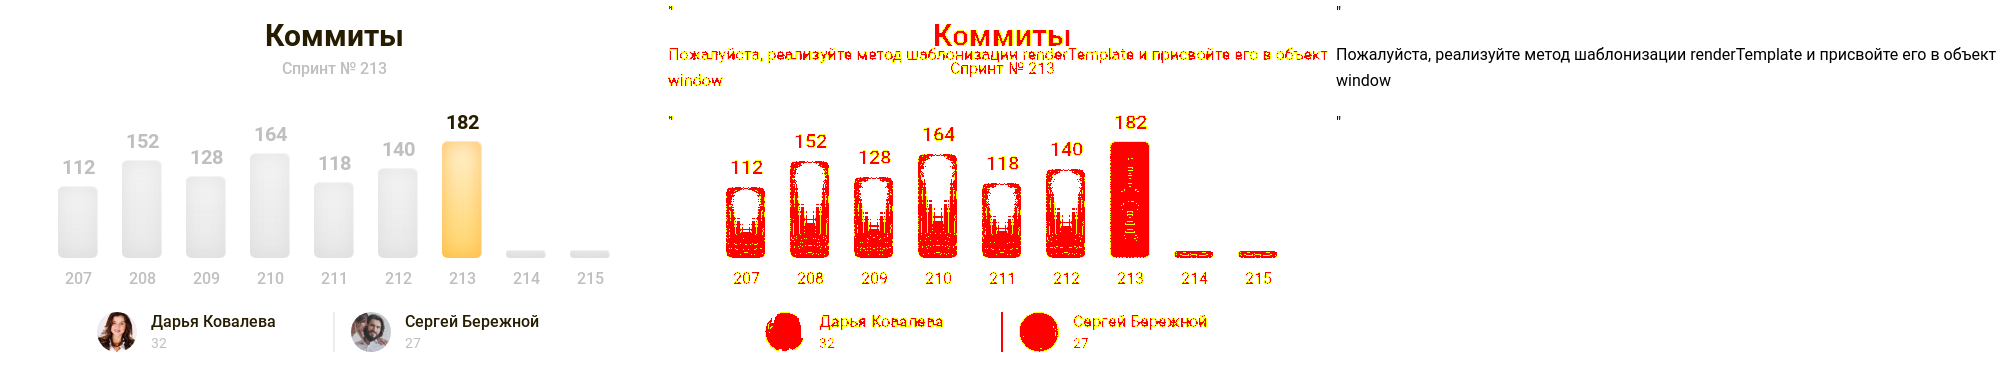 Коммиты
Спринт № 213
182
164
152
140
128
118
112
207 208 209 210 211 212 213 214 215
Дарья Ковалева
32
Сергей Бережной
27
"
Коммиты
Пожалуйста, реализуйте метод шаблонизации renderTemplate и присвойте его в объект
Спринт № 213
window
"
182
164
152
140
128
118
112
207 208 209 210 211 212 213 214 215
Дарья Ковалева
32
Сергей Бережной
27
"
Пожалуйста, реализуйте метод шаблонизации renderTemplate и присвойте его в объект
window
"